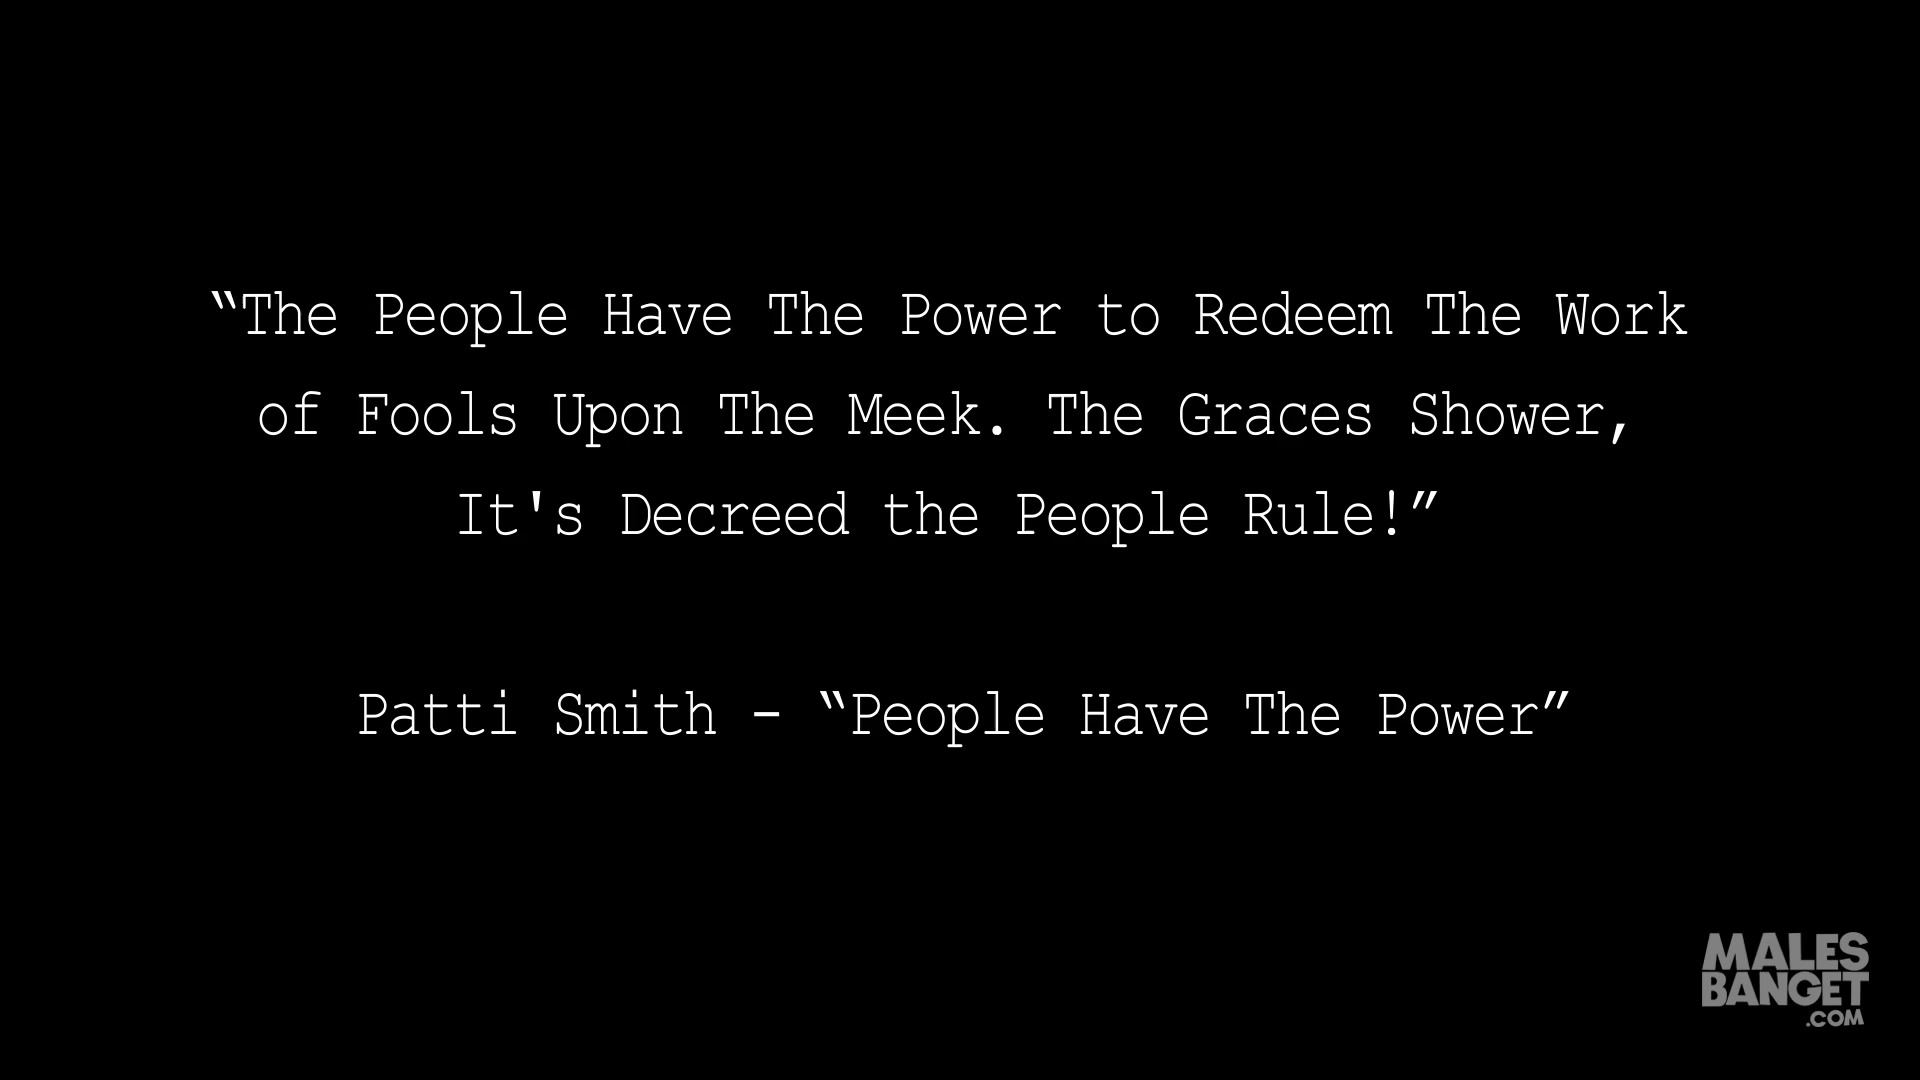 “The People Have The Power to Redeem The Work
of Fools Upon The Meek. The Graces Shower,
It's Decreed the People Rule!”
Patti Smith - “People Have The Power”
MALES
BANGET
.COM